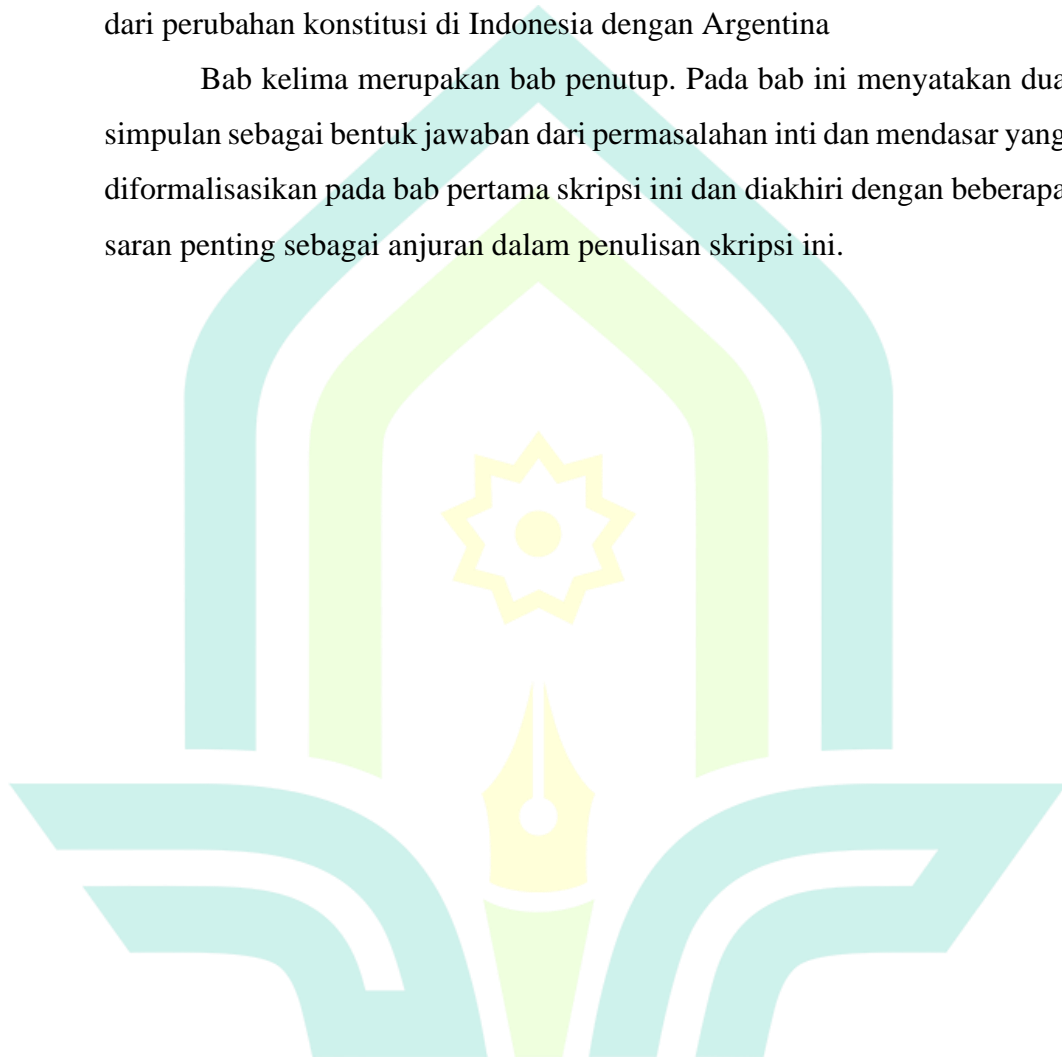 dari perubahan konstitusi di Indonesia dengan Argentina
Bab kelima merupakan bab penutup. Pada bab ini menyatakan dua
simpulan sebagai bentuk jawaban dari permasalahan inti dan mendasar yang
diformalisasikan pada bab pertama skripsi ini dan diakhiri dengan beberapa
saran penting sebagai anjuran dalam penulisan skripsi ini.